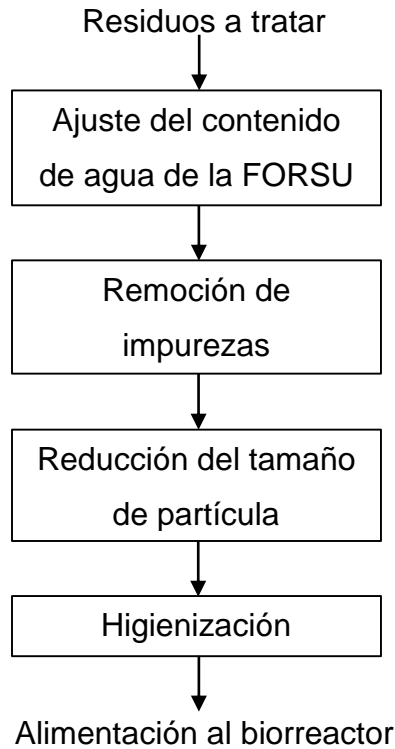 Residuos a tratar
Ajuste del contenido
de agua de la FORSU
Remoción de
impurezas
Reducción del tamaño
de partícula
Higienización
Alimentación al biorreactor